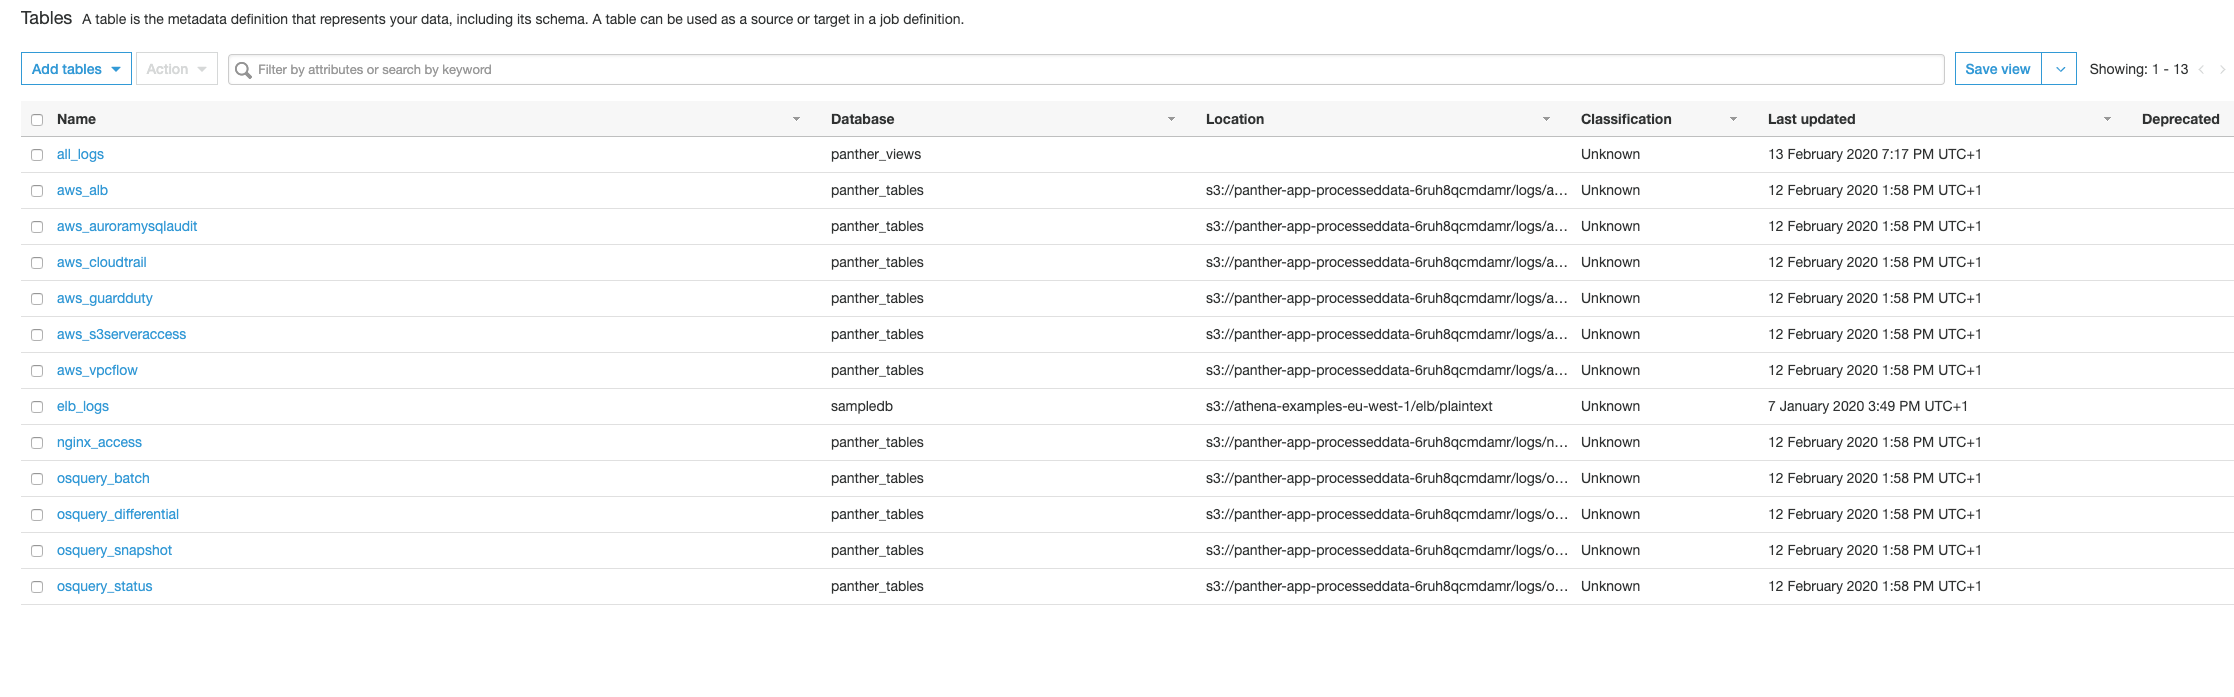 Tables A table is the metadata definition that represents your data, including its schema. A table can be used as a source or target in a job definition.
Add tables Action Filter by attributes or search by keyword Save view Showing: 1 - 13
Name Database Location Classification Last updated Deprecated
all_logs panther_views Unknown 13 February 2020 7:17 PM UTC+1
aws_alb panther_tables s3://panther-app-processeddata-6ruh8qcmdamr/logs/a... Unknown 12 February 2020 1:58 PM UTC+1
aws_auroramysqlaudit panther_tables s3://panther-app-processeddata-6ruh8qcmdamr/logs/a... Unknown 12 February 2020 1:58 PM UTC+1
aws_cloudtrail panther_tables s3://panther-app-processeddata-6ruh8qcmdamr/logs/a... Unknown 12 February 2020 1:58 PM UTC+1
aws_guardduty panther_tables s3://panther-app-processeddata-6ruh8qcmdamr/logs/a... Unknown 12 February 2020 1:58 PM UTC+1
aws_s3serveraccess panther_tables s3://panther-app-processeddata-6ruh8qcmdamr/logs/a... Unknown 12 February 2020 1:58 PM UTC+1
aws_vpcflow panther_tables s3://panther-app-processeddata-6ruh8qcmdamr/logs/a... Unknown 12 February 2020 1:58 PM UTC+1
elb_logs sampledb s3://athena-examples-eu-west-1/elb/plaintext Unknown 7 January 2020 3:49 PM UTC+1
nginx_access panther_tables s3://panther-app-processeddata-6ruh8qcmdamr/logs/n... Unknown 12 February 2020 1:58 PM UTC+1
osquery_batch panther_tables s3://panther-app-processeddata-6ruh8qcmdamr/logs/o... Unknown 12 February 2020 1:58 PM UTC+1
osquery_differential panther_tables s3://panther-app-processeddata-6ruh8qcmdamr/logs/o... Unknown 12 February 2020 1:58 PM UTC+1
osquery_snapshot panther_tables s3://panther-app-processeddata-6ruh8qcmdamr/logs/o... Unknown 12 February 2020 1:58 PM UTC+1
osquery_status panther_tables s3://panther-app-processeddata-6ruh8qcmdamr/logs/o... Unknown 12 February 2020 1:58 PM UTC+1